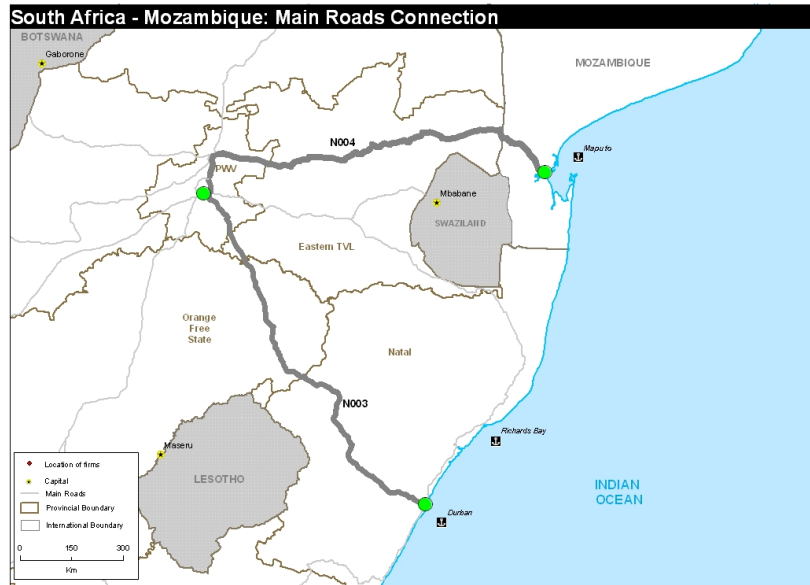 South Africa - Mozambique: Main Roads Connection
BOTSWANA
Gaborone
MOZAMBIQUE
N004
Maputo
PWV
Mbabane
SWAZILAND
Eastern TVL
Orange
Free
State
Natal
N003
Richards Bay
Maseru
LESOTHO
Durban
INDIAN
OCEAN
Location of firms
Capital
Main Roads
Provincial Boundary
International Boundary
0 150 300
Km